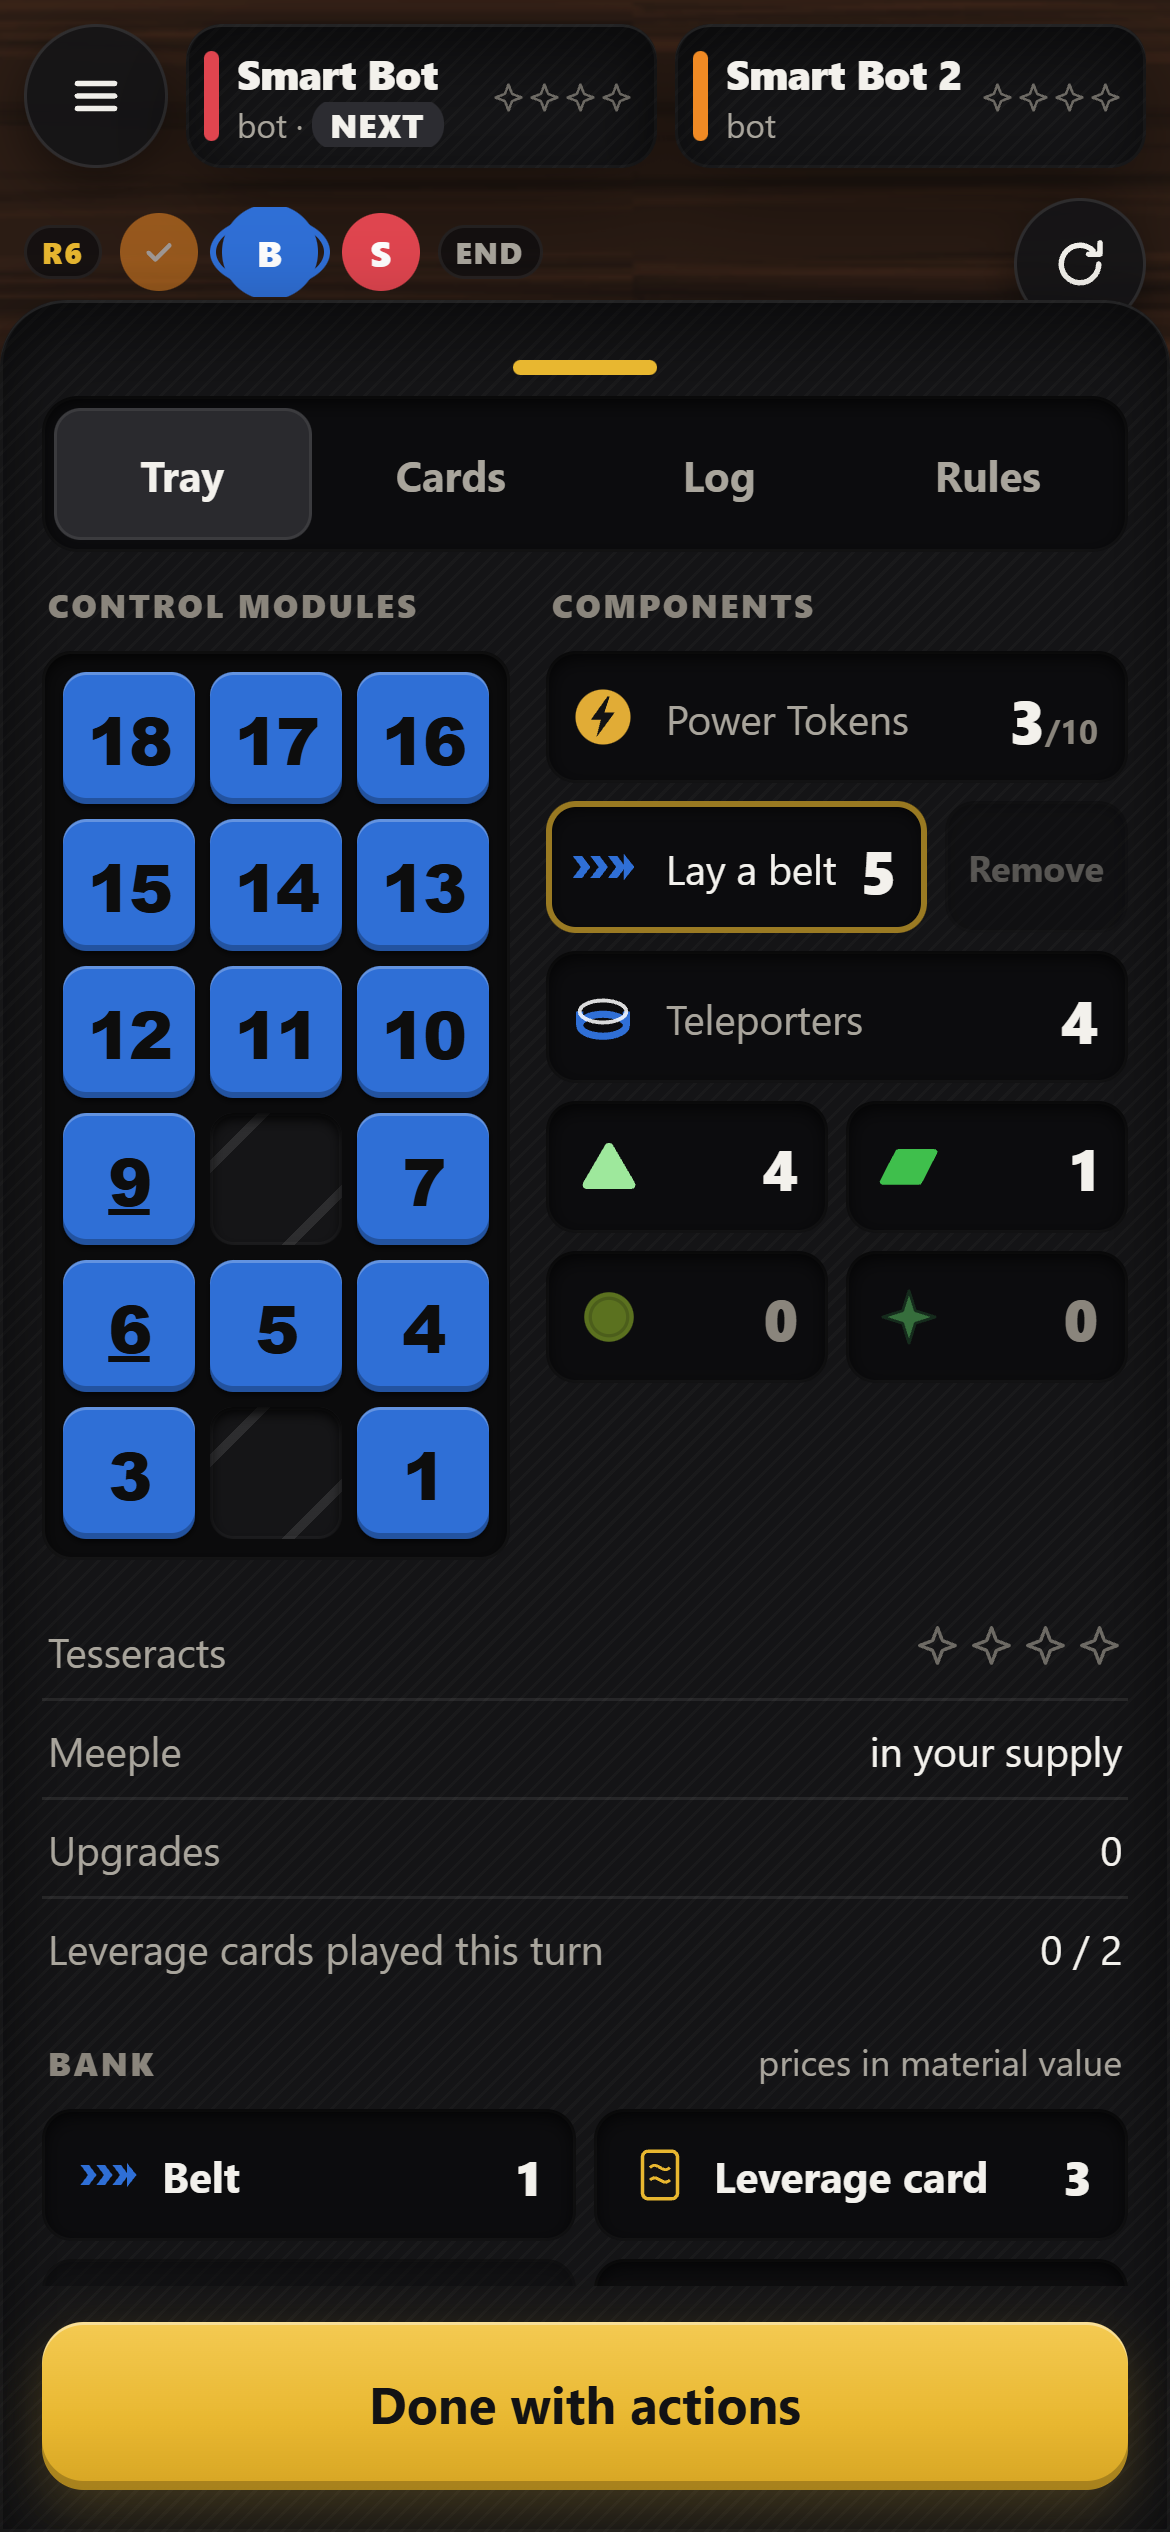 Smart Bot
bot · NEXT
Smart Bot 2
bot
R6
B
S
END
Tray
Cards
Log
Rules
CONTROL MODULES
COMPONENTS
18 17 16
15 14 13
12 11 10
9 7
6 5 4
3 1
Power Tokens 3/10
Lay a belt 5
Remove
Teleporters 4
4
1
0
0
Tesseracts
Meeple in your supply
Upgrades 0
Leverage cards played this turn 0 / 2
BANK prices in material value
Belt 1
Leverage card 3
Done with actions